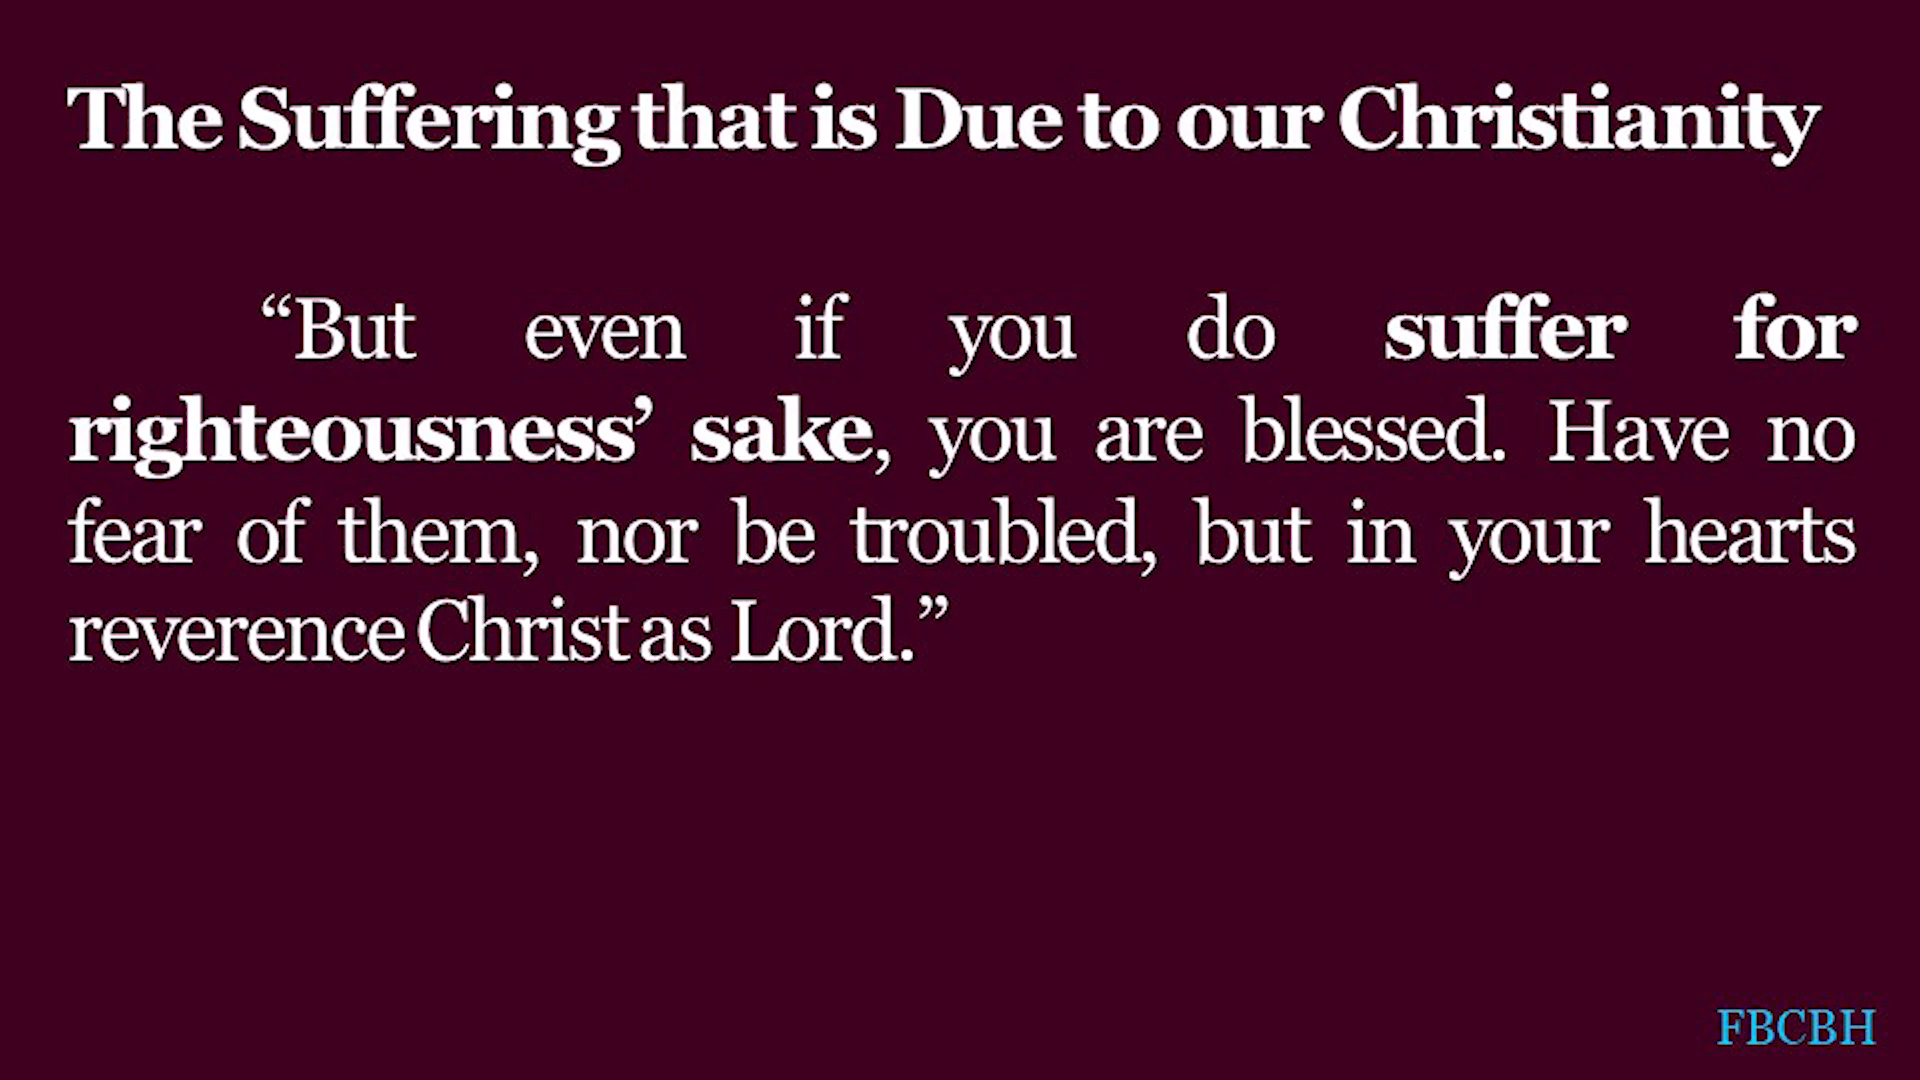 The Suffering that is Due to our Christianity
“But even if you do suffer for
righteousness’ sake, you are blessed. Have no
fear of them, nor be troubled, but in your hearts
reverence Christ as Lord.”
FBCBH